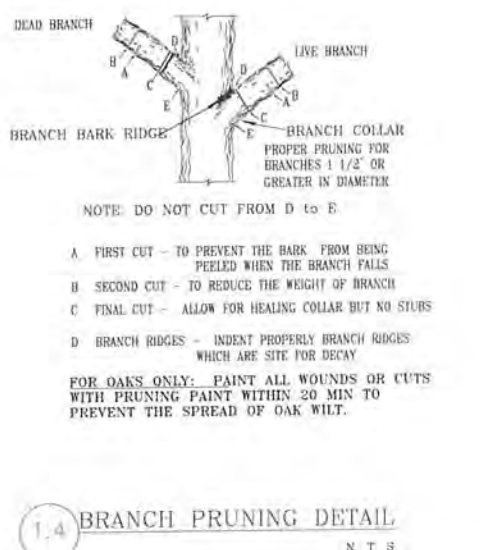 DEAD BRANCH
D
B
A
C
E
LIVE BRANCH
D
B
A
C
E
BRANCH BARK RIDGE
BRANCH COLLAR
PROPER PRUNING FOR
BRANCHES 1 1/2" OR
GREATER IN DIAMETER
NOTE: DO NOT CUT FROM D to E
A FIRST CUT - TO PREVENT THE BARK FROM BEING
PEELED WHEN THE BRANCH FALLS
B SECOND CUT - TO REDUCE THE WEIGHT OF BRANCH
C FINAL CUT - ALLOW FOR HEALING COLLAR BUT NO STUBS
D BRANCH RIDGES - INDENT PROPERLY BRANCH RIDGES
WHICH ARE SITE FOR DECAY
FOR OAKS ONLY: PAINT ALL WOUNDS OR CUTS
WITH PRUNING PAINT WITHIN 20 MIN TO
PREVENT THE SPREAD OF OAK WILT.
1.4 BRANCH PRUNING DETAIL
N T S